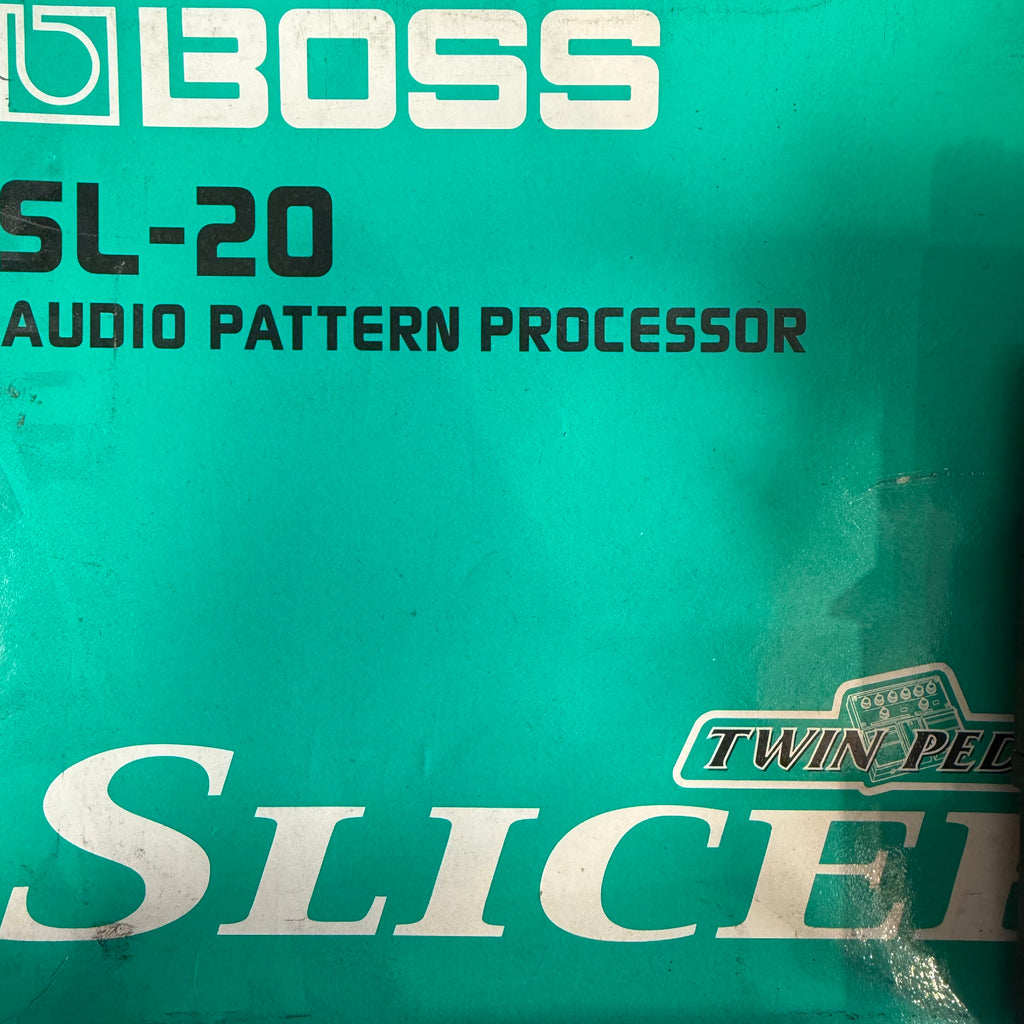 BOSS
SL-20
AUDIO PATTERN PROCESSOR
TWIN PED
SLICE